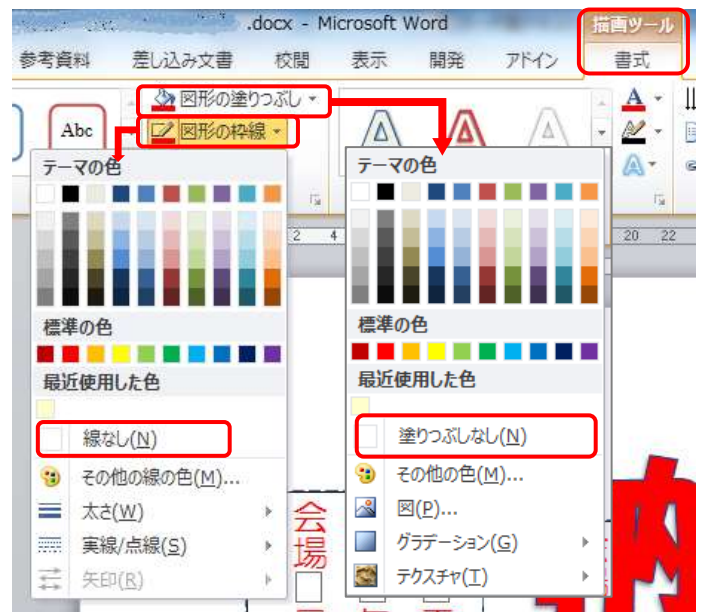 .docx - Microsoft Word
描画ツール
参考資料 差し込み文書 校閲 表示 開発 アドイン 書式
図形の塗りつぶし
Abc
図形の枠線
A A A A
A
テーマの色
標準の色
最近使用した色
線なし(N)
その他の線の色(M)...
太さ(W)
実線/点線(S)
矢印(R)
テーマの色
標準の色
最近使用した色
塗りつぶしなし(N)
その他の色(M)...
図(P)...
グラデーション(G)
テクスチャ(T)
2 4
20 22
会場